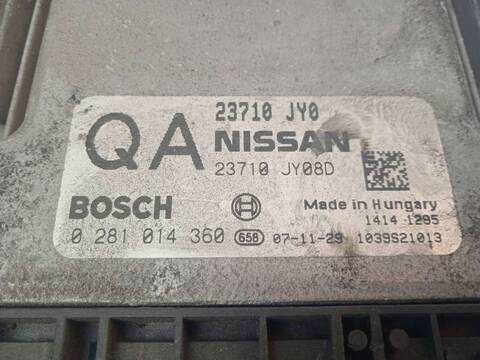 23710 JY0
QA NISSAN
23710 JY08D
BOSCH
Made in Hungary
1414 1295
0 281 014 360 658 07-11-29 1039S21013